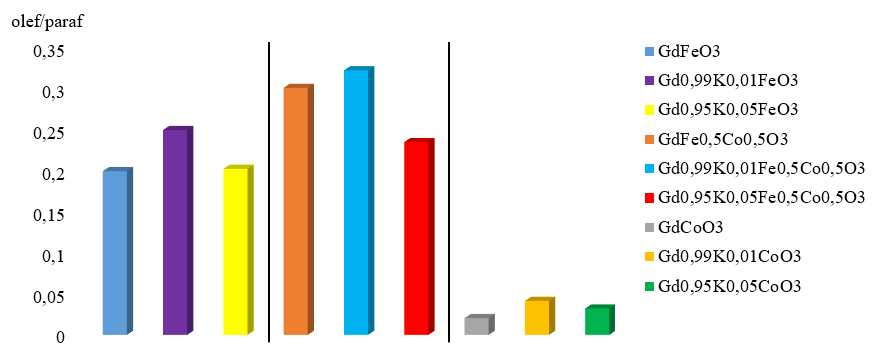 olef/paraf
0,35
0,3
0,25
0,2
0,15
0,1
0,05
0
GdFeO3
Gd0,99K0,01FeO3
Gd0,95K0,05FeO3
GdFe0,5Co0,5O3
Gd0,99K0,01Fe0,5Co0,5O3
Gd0,95K0,05Fe0,5Co0,5O3
GdCoO3
Gd0,99K0,01CoO3
Gd0,95K0,05CoO3